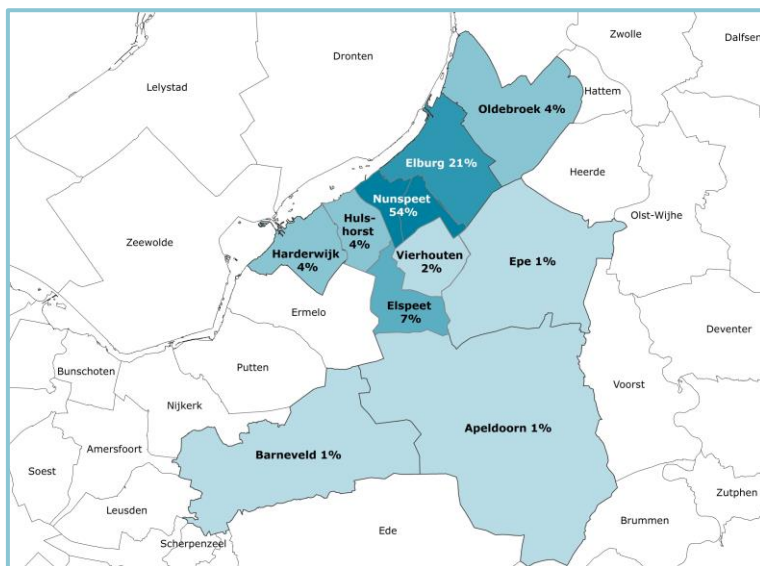 Zwolle
Dalfsen
Dronten
Lelystad
Hattem
Oldebroek 4%
Elburg 21%
Heerde
Nunspeet
54%
Olst-Wijhe
Huls-
horst
4%
Zeewolde
Harderwijk
4%
Vierhouten
2%
Epe 1%
Elspeet
7%
Ermelo
Deventer
Bunschoten
Putten
Voorst
Nijkerk
Apeldoorn 1%
Amersfoort
Barneveld 1%
Soest
Zutphen
Leusden
Brummen
Ede
Scherpenzeel